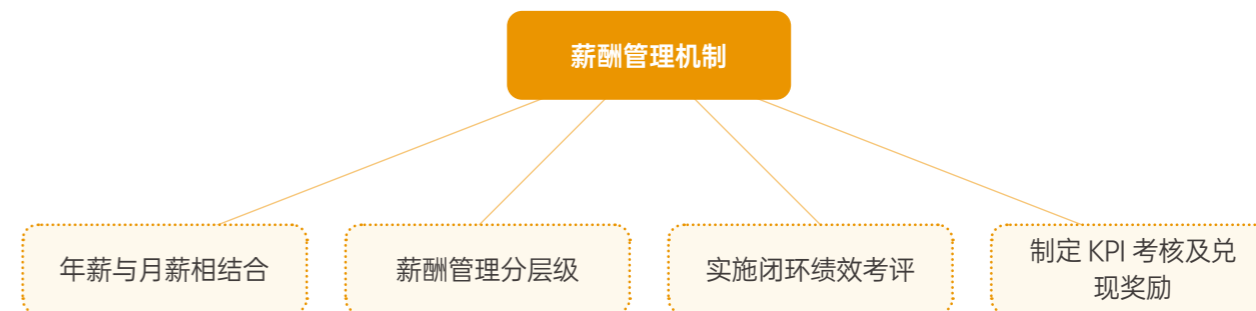 薪酬管理机制
年薪与月薪相结合
薪酬管理分层级
实施闭环绩效考评
制定 KPI 考核及兑
现奖励